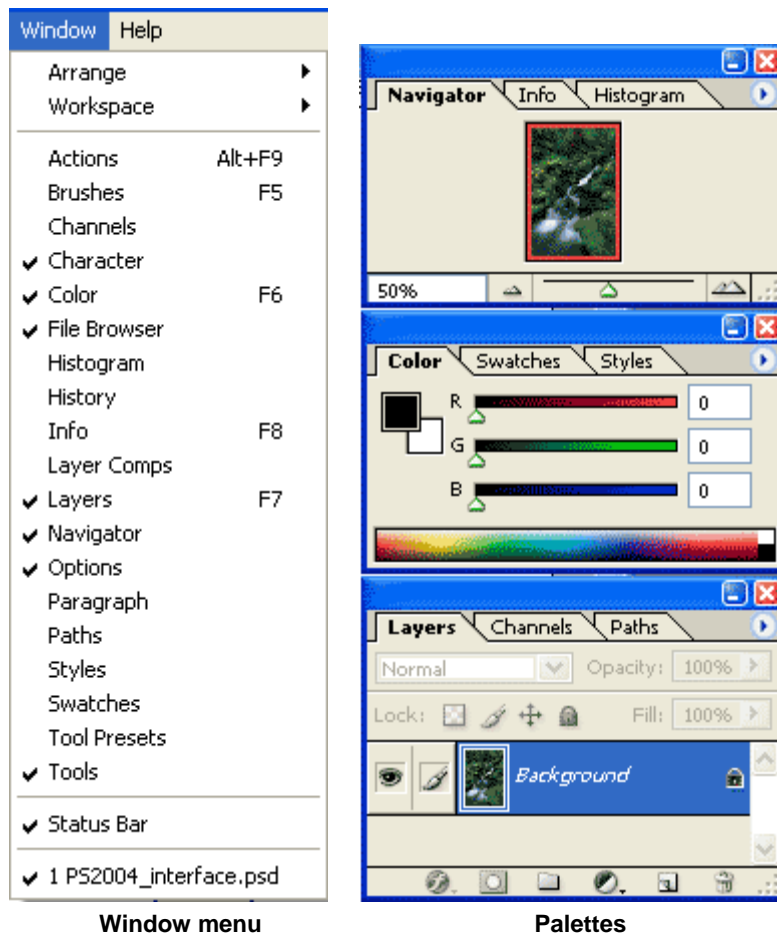 Window Help
Arrange
Workspace
Actions Alt+F9
Brushes F5
Channels
Character
Color F6
File Browser
Histogram
History
Info F8
Layer Comps
Layers F7
Navigator
Options
Paragraph
Paths
Styles
Swatches
Tool Presets
Tools
Status Bar
1 PS2004_interface.psd
Window menu
Navigator Info Histogram
50%
Color Swatches Styles
R 0
G 0
B 0
Layers Channels Paths
Normal Opacity: 100%
Lock: Fill: 100%
Background
Palettes